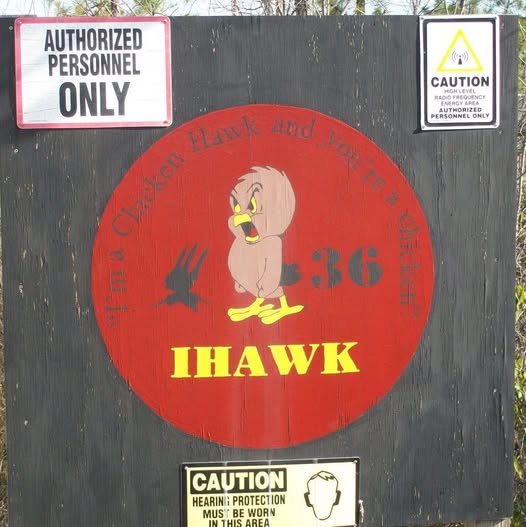 AUTHORIZED
PERSONNEL
ONLY
CAUTION
HIGH LEVEL
RADIO FREQUENCY
ENERGY AREA
AUTHORIZED
PERSONNEL ONLY
"I'm a Chicken Hawk and you're a chicken"
36
IHAWK
CAUTION
HEARING PROTECTION
MUST BE WORN
IN THIS AREA